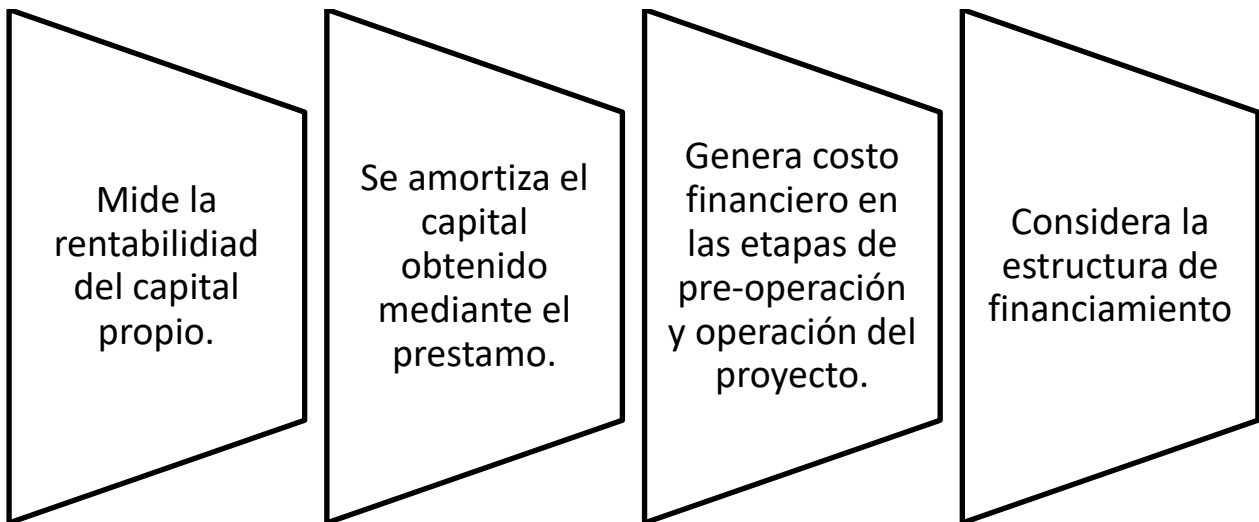 Mide la
rentabilidiad
del capital
propio.
Se amortiza el
capital
obtenido
mediante el
prestamo.
Genera costo
financiero en
las etapas de
pre-operación
y operación del
proyecto.
Considera la
estructura de
financiamiento